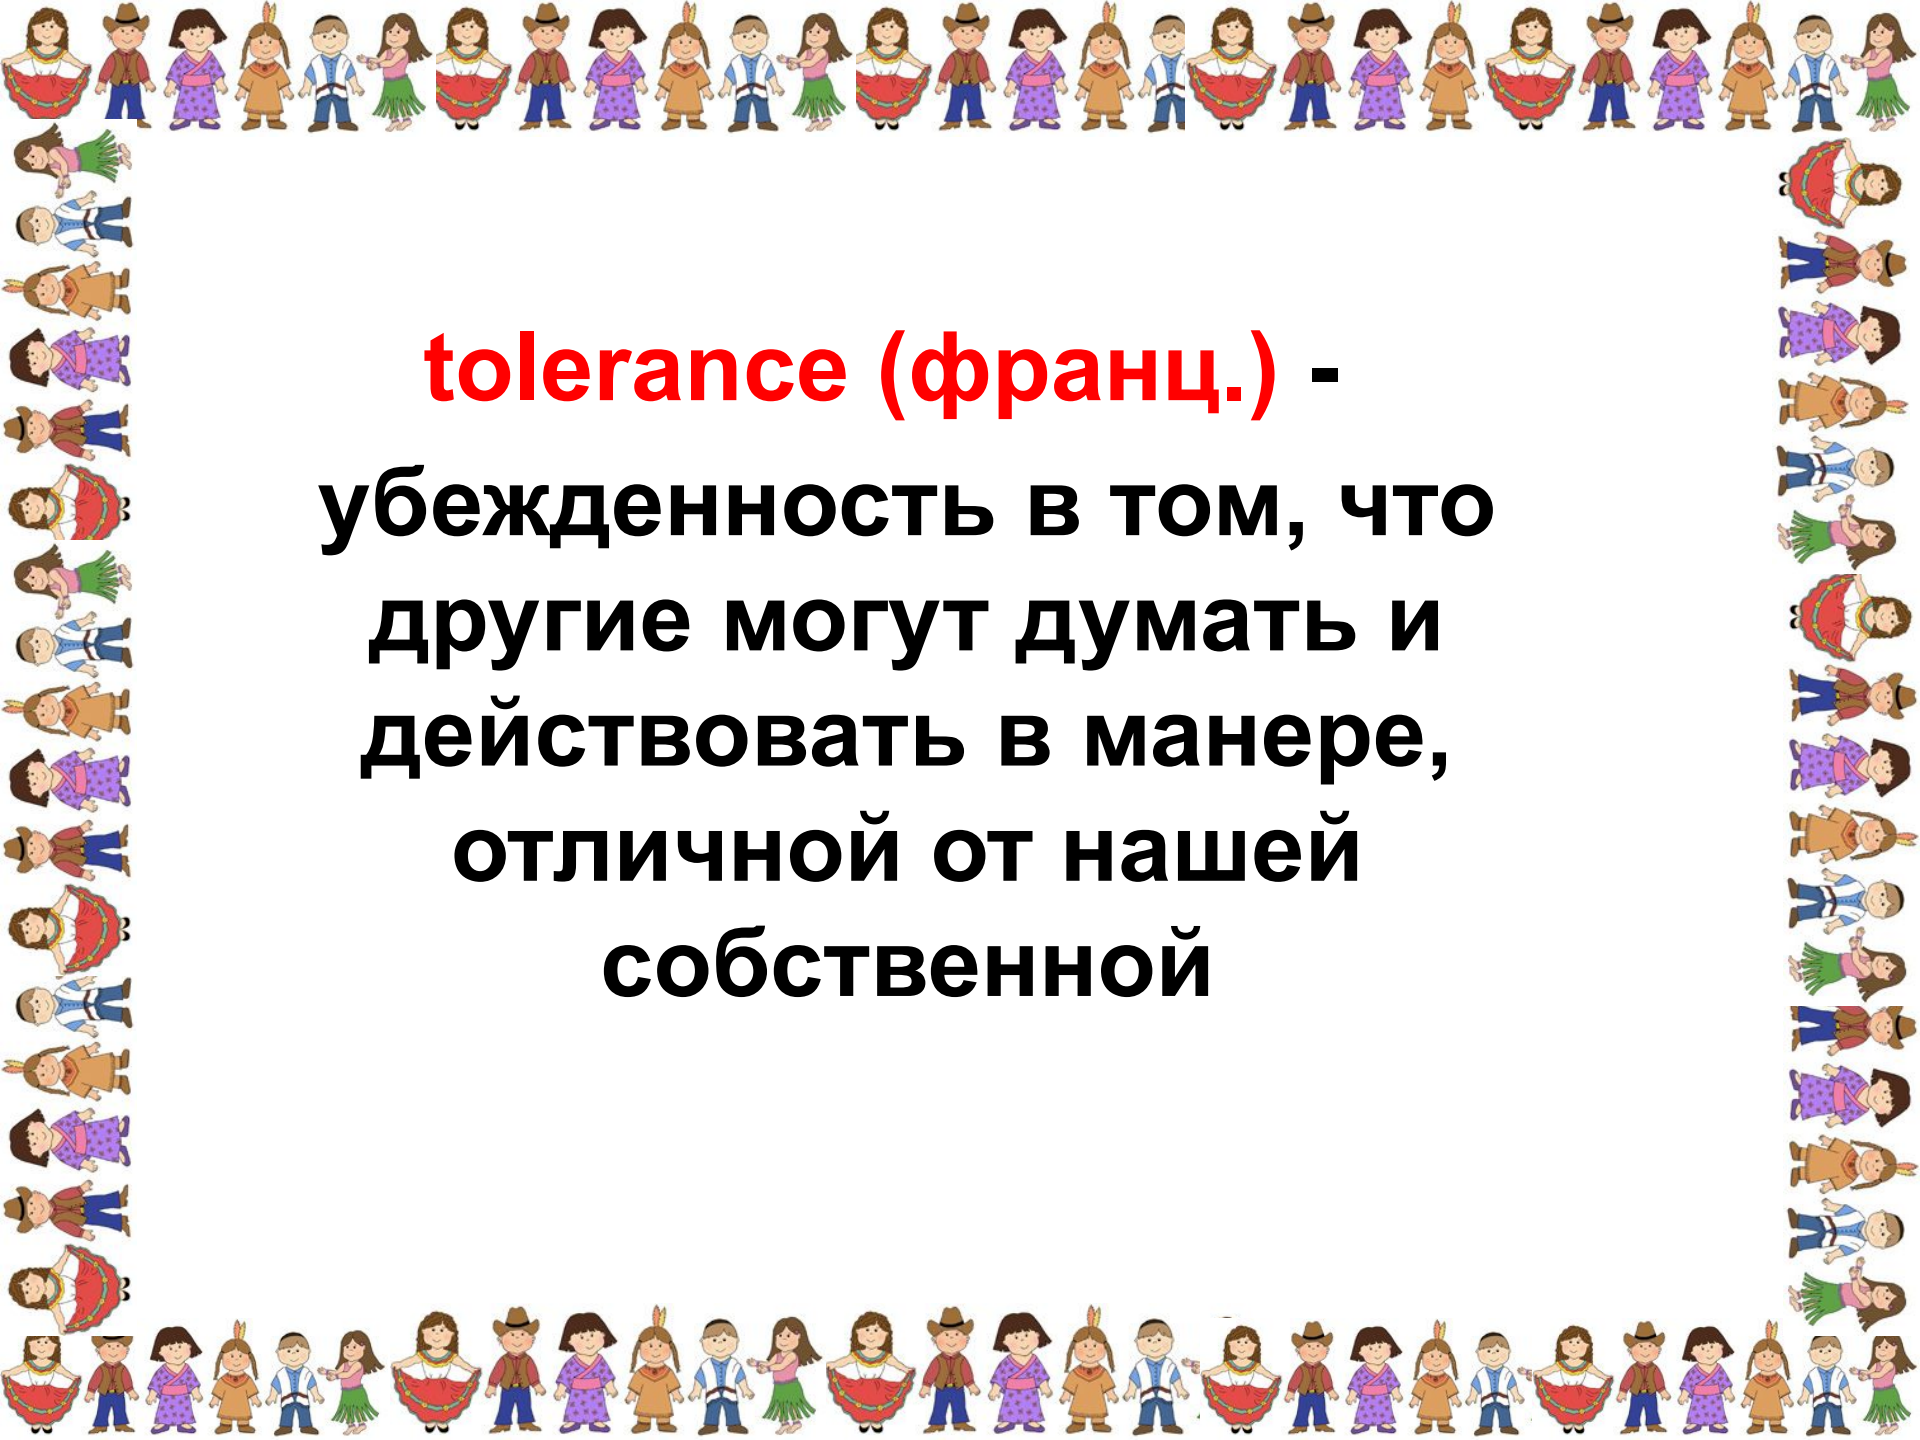 tolerance (франц.) -
убежденность в том, что
другие могут думать и
действовать в манере,
отличной от нашей
собственной